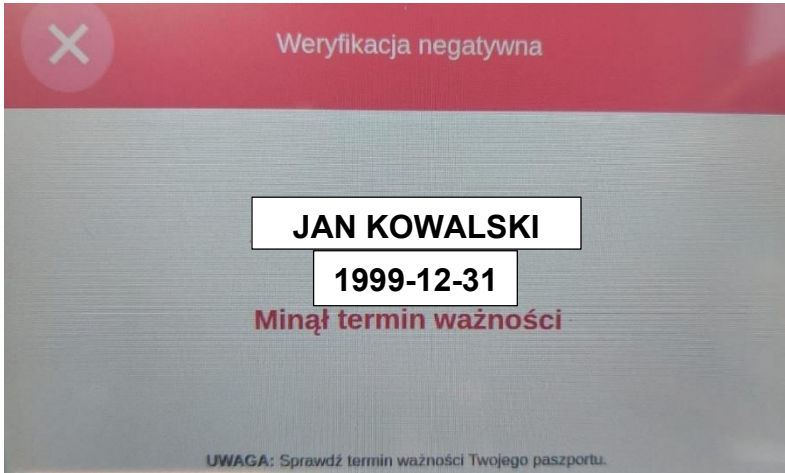 Weryfikacja negatywna
JAN KOWALSKI
1999-12-31
Minął termin ważności
UWAGA: Sprawdź termin ważności Twojego paszportu.